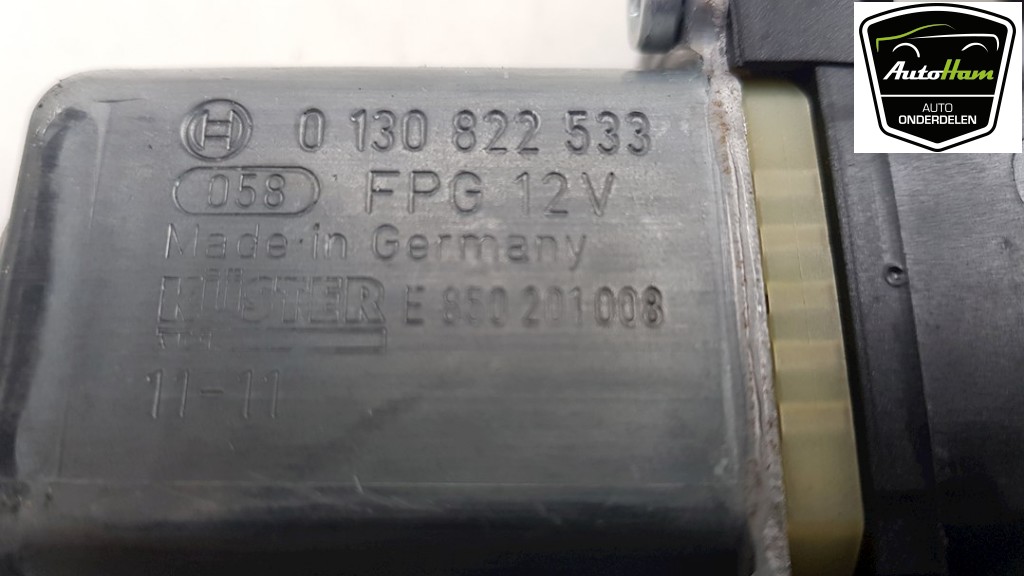 0 130 822 533
058 FPG 12V
Made in Germany
KÜSTER E 850 201 008
11-11
AutoHam
AUTO
ONDERDELEN